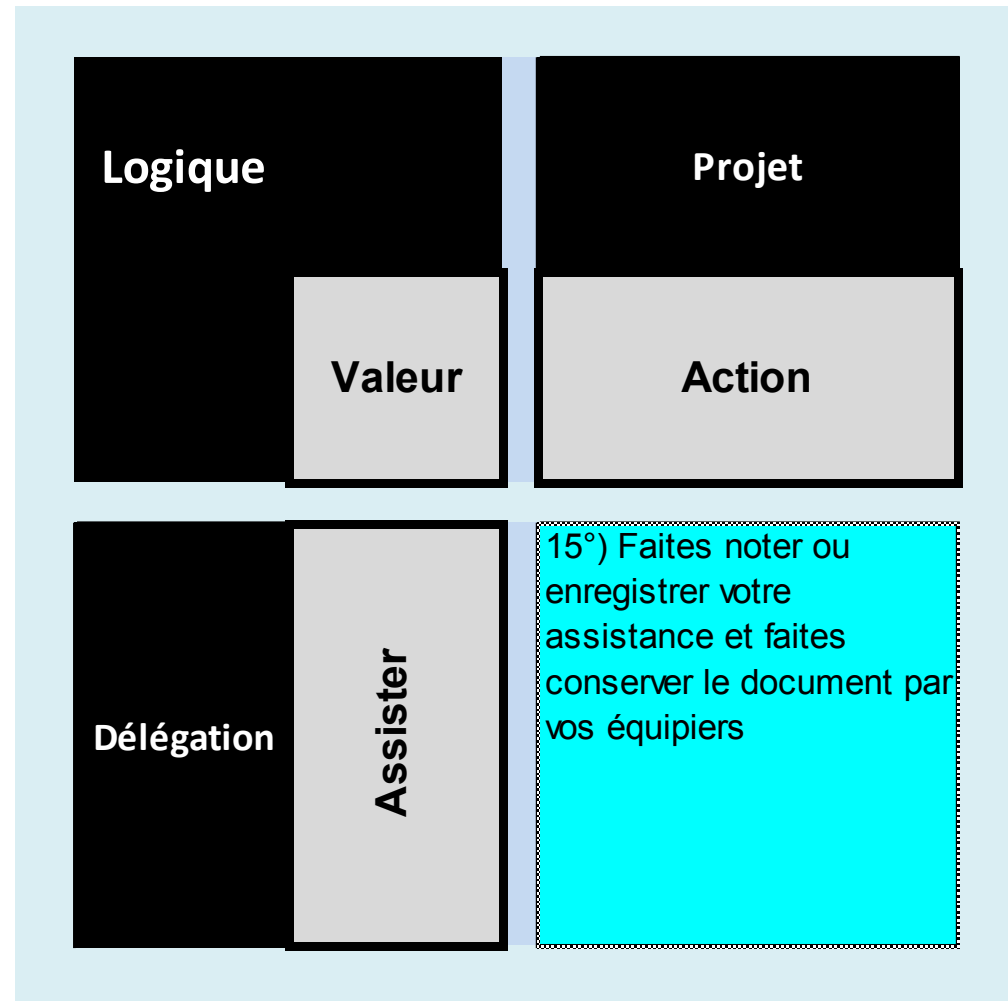 Logique
Projet
Valeur
Action
Délégation
Assister
15°) Faites noter ou
enregistrer votre
assistance et faites
conserver le document par
vos équipiers